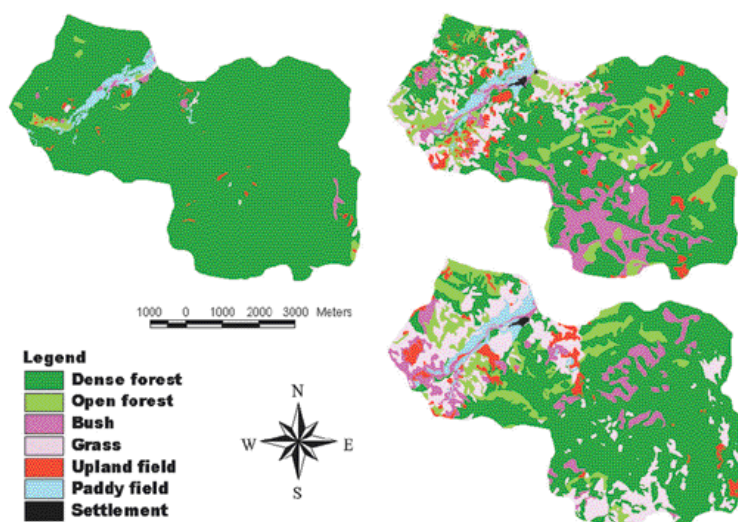 1000 0 1000 2000 3000 Meters
Legend
Dense forest
Open forest
Bush
Grass
Upland field
Paddy field
Settlement
N
W E
S